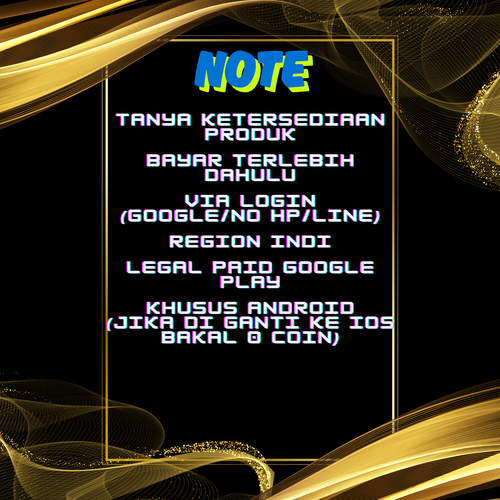 NOTE
TANYA KETERSEDIAAN
PRODUK
BAYAR TERLEBIH
DAHULU
VIA LOGIN
(GOOGLE/NO HP/LINE)
REGION INDI
LEGAL PAID GOOGLE
PLAY
KHUSUS ANDROID
(JIKA DI GANTI KE IOS
BAKAL 0 COIN)